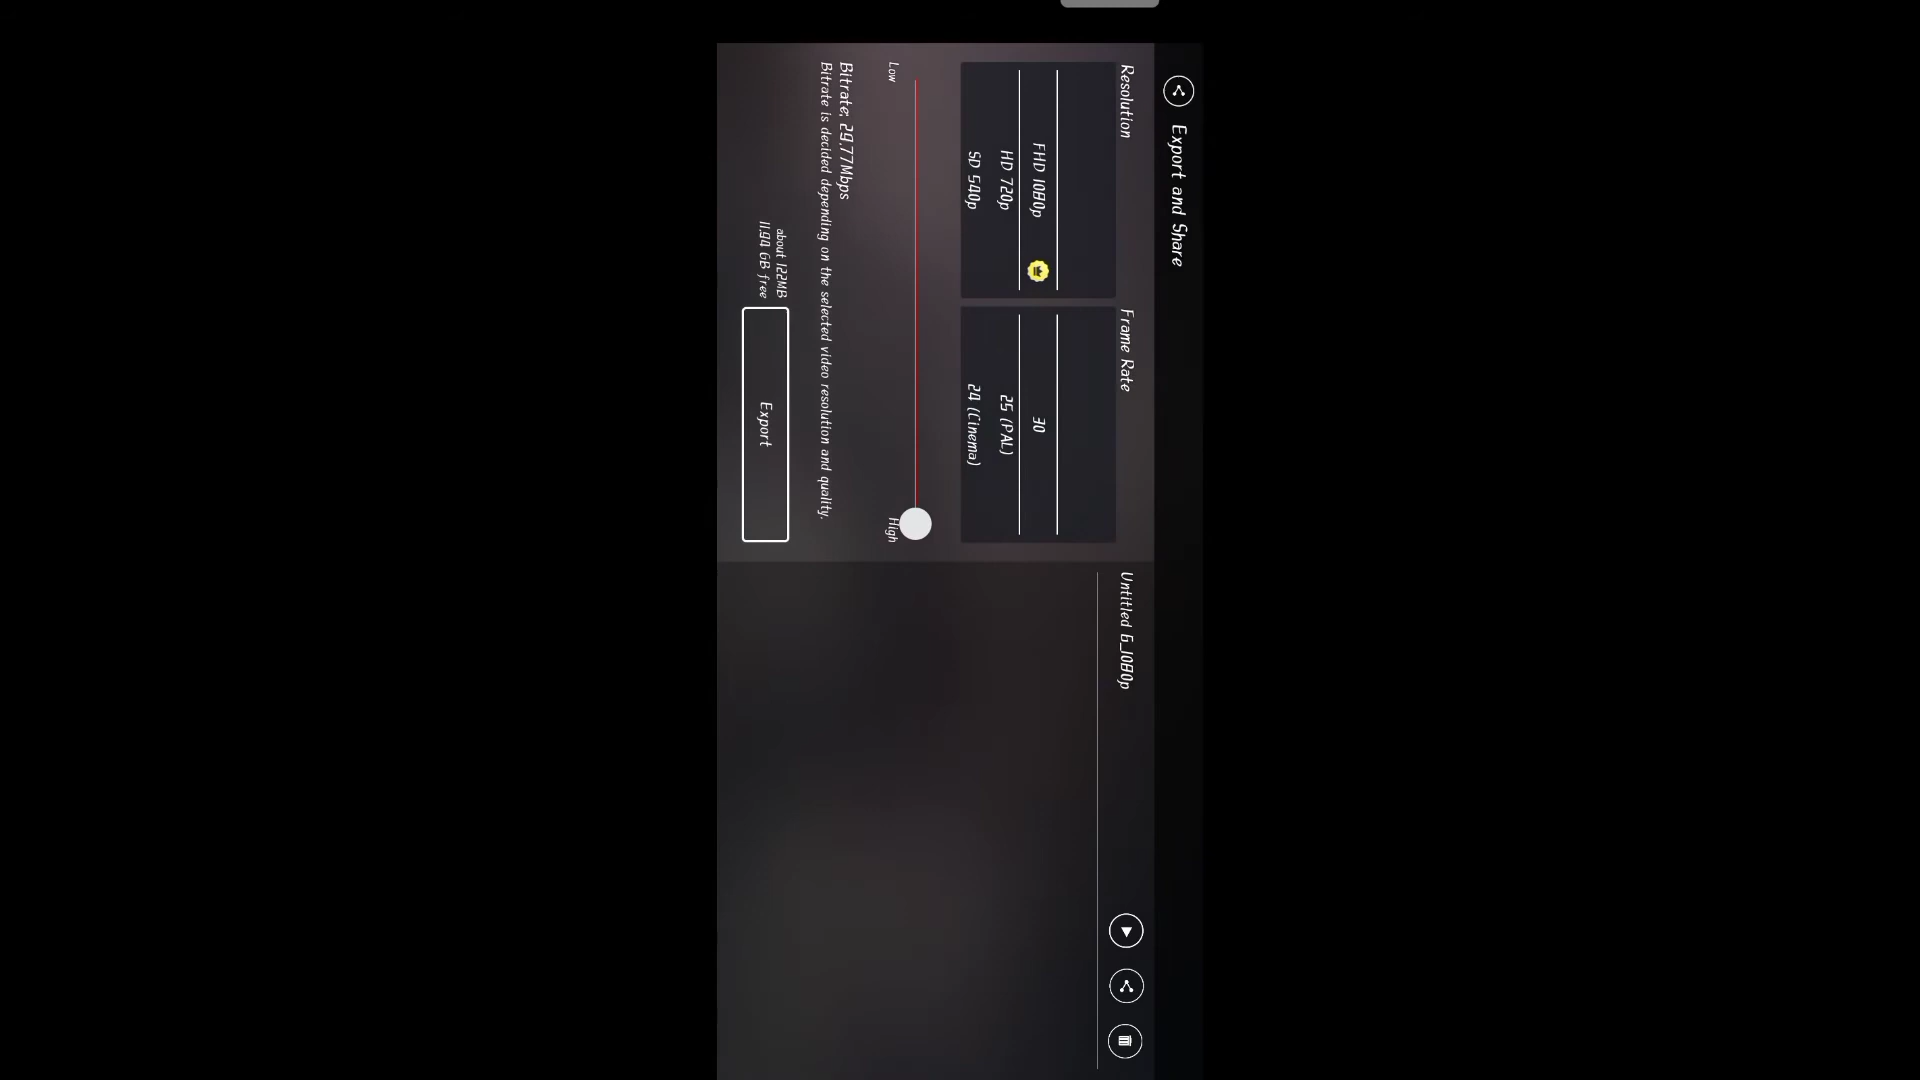 Export and Share
Resolution
FHD 1080p
HD 720p
SD 540p
Frame Rate
30
25 (PAL)
24 (Cinema)
Low
High
Bitrate: 29.77Mbps
Bitrate is decided depending on the selected video resolution and quality.
about 122MB
11.94 GB free
Export
Untitled 6_1080p